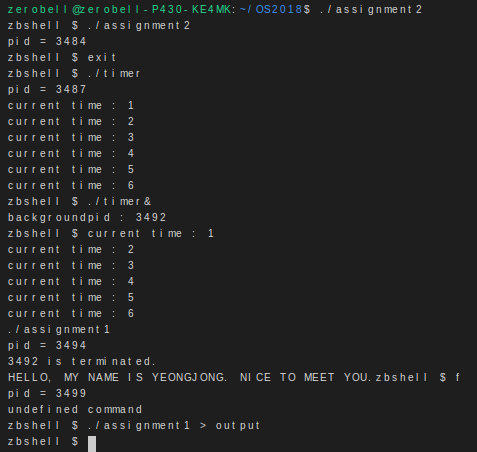 zerobell@zerobell-P430-KE4MK:~/OS2018$ ./assignment2
zbshell $ ./assignment2
pid = 3484
zbshell $ exit
zbshell $ ./timer
pid = 3487
current time : 1
current time : 2
current time : 3
current time : 4
current time : 5
current time : 6
zbshell $ ./timer&
backgroundpid : 3492
zbshell $ current time : 1
current time : 2
current time : 3
current time : 4
current time : 5
current time : 6
./assignment1
pid = 3494
3492 is terminated.
HELLO, MY NAME IS YEONGJONG. NICE TO MEET YOU.zbshell $ f
pid = 3499
undefined command
zbshell $ ./assignment1 > output
zbshell $